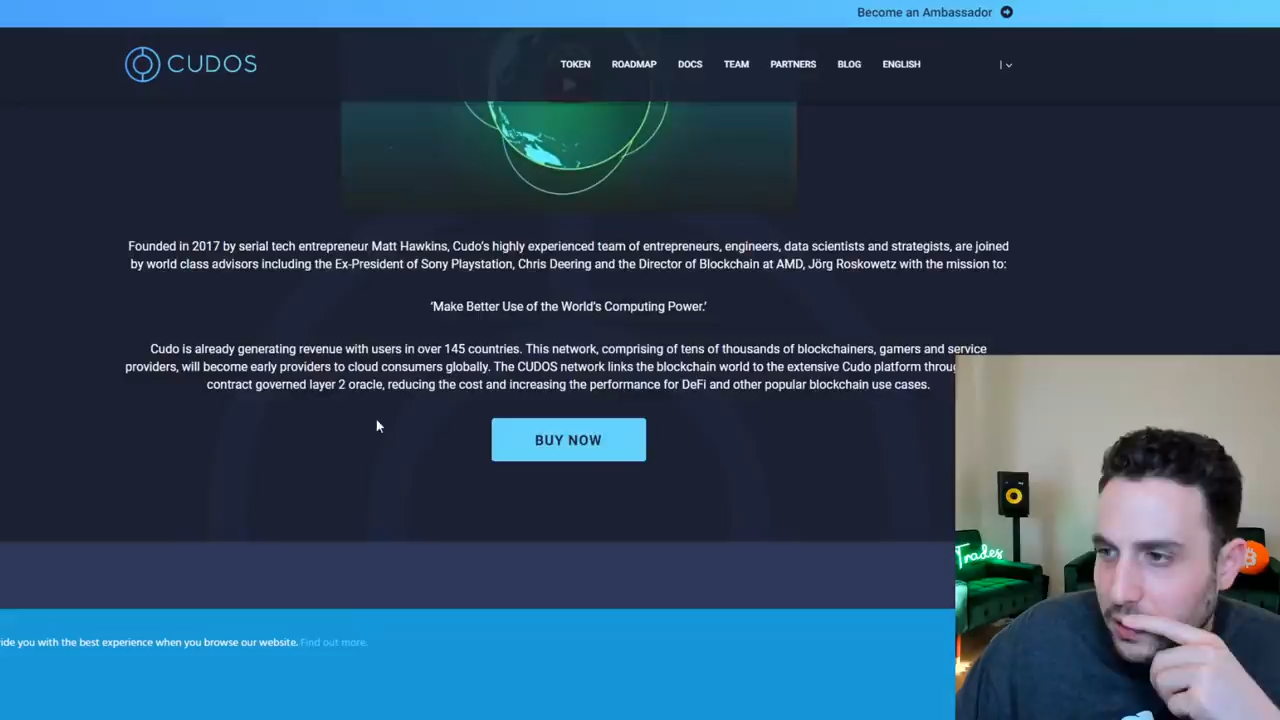 Become an Ambassador
CUDOS
TOKEN ROADMAP DOCS TEAM PARTNERS BLOG ENGLISH
Founded in 2017 by serial tech entrepreneur Matt Hawkins, Cudo's highly experienced team of entrepreneurs, engineers, data scientists and strategists, are joined
by world class advisors including the Ex-President of Sony Playstation, Chris Deering and the Director of Blockchain at AMD, Jörg Roskowetz with the mission to:
'Make Better Use of the World's Computing Power.'
Cudo is already generating revenue with users in over 145 countries. This network, comprising of tens of thousands of blockchainers, gamers and service
providers, will become early providers to cloud consumers globally. The CUDOS network links the blockchain world to the extensive Cudo platform throu
contract governed layer 2 oracle, reducing the cost and increasing the performance for DeFi and other popular blockchain use cases.
BUY NOW
Trades
ride you with the best experience when you browse our website. Find out more.